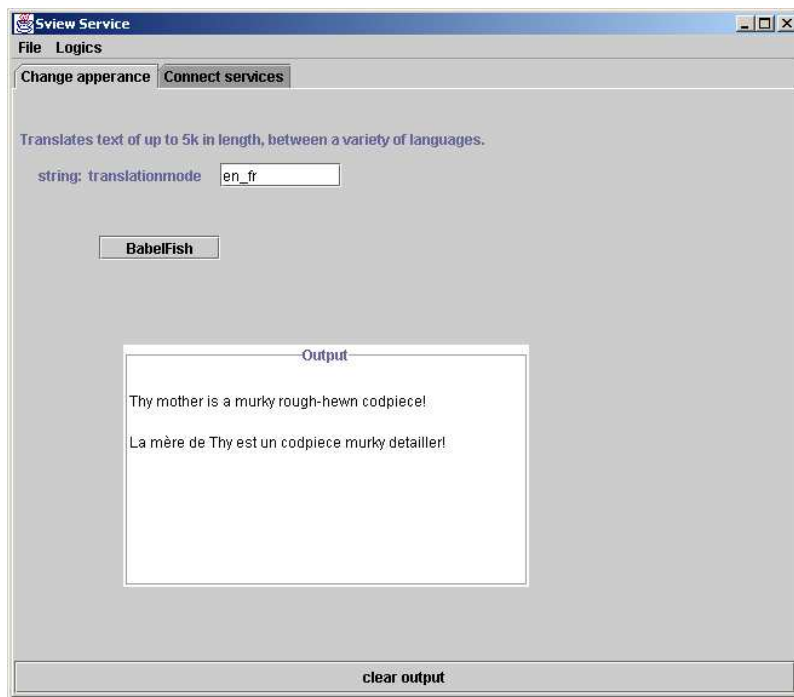 Sview Service
File Logics
Change apperance Connect services
Translates text of up to 5k in length, between a variety of languages.
string: translationmode en_fr
BabelFish
Output
Thy mother is a murky rough-hewn codpiece!
La mère de Thy est un codpiece murky detailler!
clear output